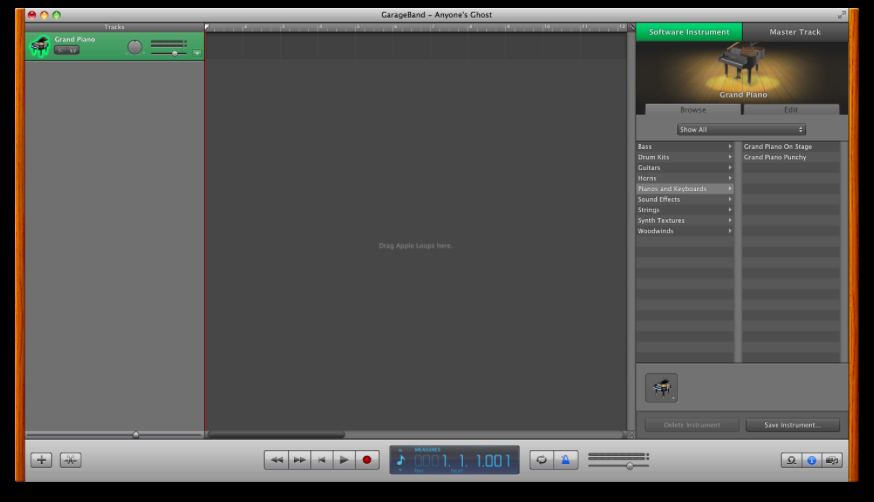 GarageBand – Anyone's Ghost
Tracks
Grand Piano
Software Instrument
Master Track
Grand Piano
Browse
Edit
Show All
Bass
Drum Kits
Guitars
Horns
Pianos and Keyboards
Sound Effects
Strings
Synth Textures
Woodwinds
Grand Piano On Stage
Grand Piano Punchy
Drag Apple Loops here.
Delete Instrument
Save Instrument...
MEASURES
0001. 1. 1.001